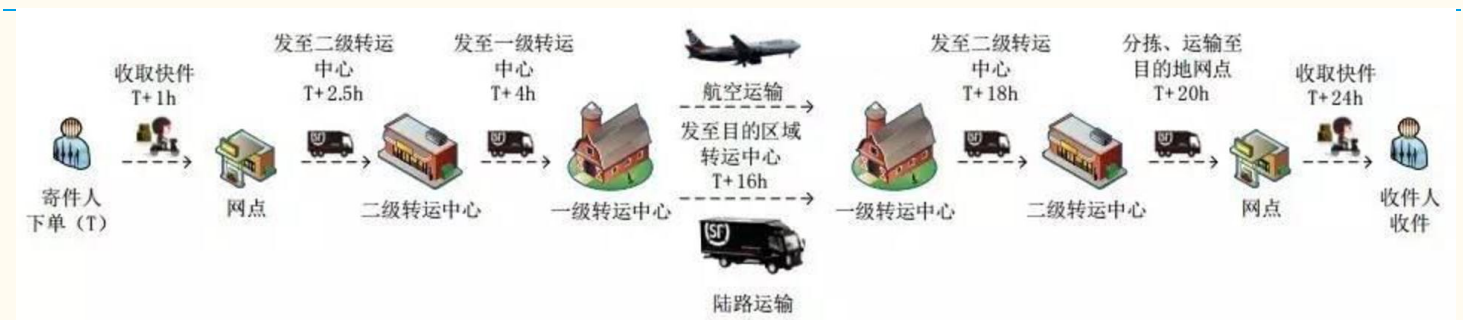 收取快件
T+1h
发至二级转运
中心
T+2.5h
发至一级转运
中心
T+4h
航空运输
发至目的区域
转运中心
T+16h
发至二级转运
中心
T+18h
分拣、运输至
目的地网点
T+20h
收取快件
T+24h
寄件人
下单（T）
网点
二级转运中心
一级转运中心
SF
陆路运输
一级转运中心
二级转运中心
网点
收件人
收件